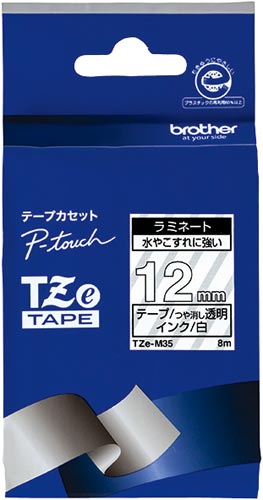 brother
at your side
テープカセット
P-touch
TZe
TAPE
ラミネート
水やこすれに強い
12mm
テープ/つや消し透明
インク/白
TZe-M35 8m